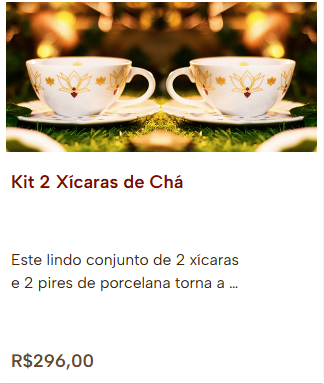 Kit 2 Xícaras de Chá
Este lindo conjunto de 2 xícaras
e 2 pires de porcelana torna a ...
R$296,00